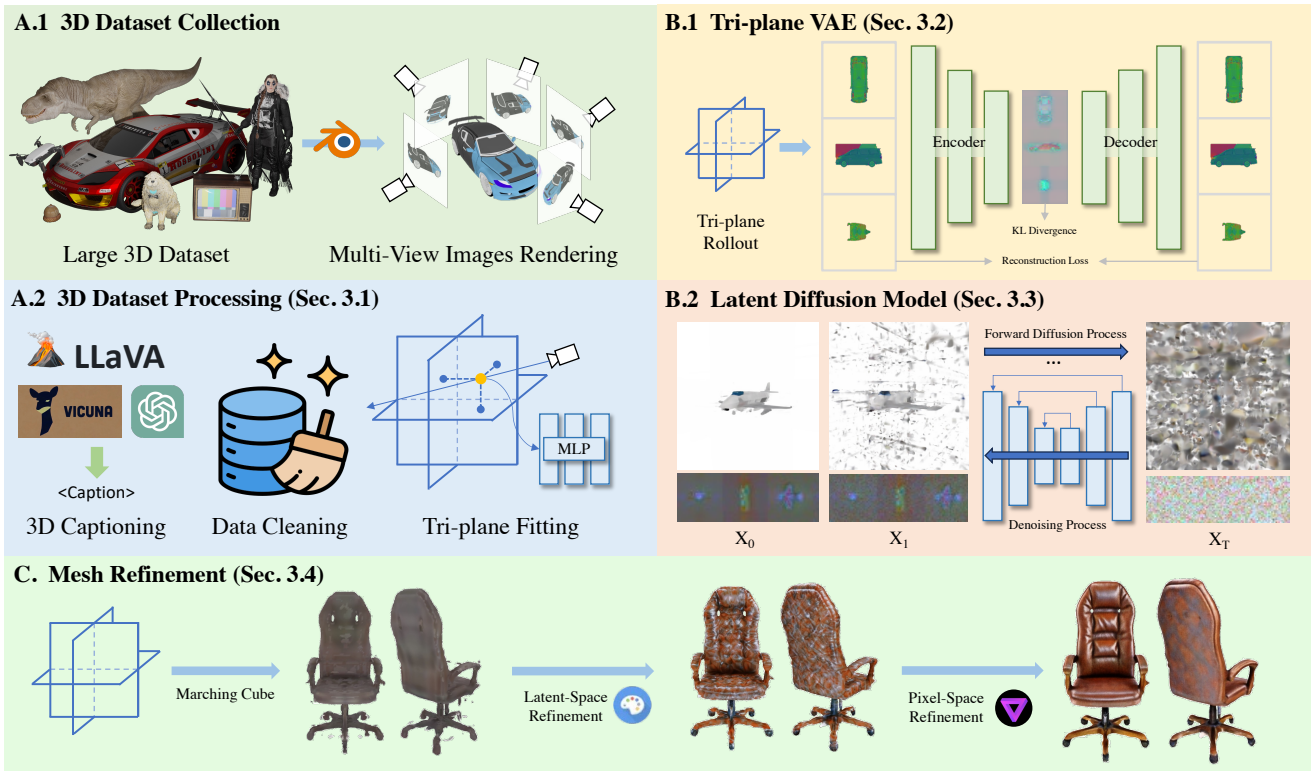 A.1 3D Dataset Collection
Large 3D Dataset
Multi-View Images Rendering
B.1 Tri-plane VAE (Sec. 3.2)
Tri-plane
Rollout
Encoder
Decoder
KL Divergence
Reconstruction Loss
A.2 3D Dataset Processing (Sec. 3.1)
LLaVA
VICUNA
<Caption>
3D Captioning
Data Cleaning
MLP
Tri-plane Fitting
B.2 Latent Diffusion Model (Sec. 3.3)
Forward Diffusion Process
...
Denoising Process
X0
X1
XT
C. Mesh Refinement (Sec. 3.4)
Marching Cube
Latent-Space
Refinement
Pixel-Space
Refinement